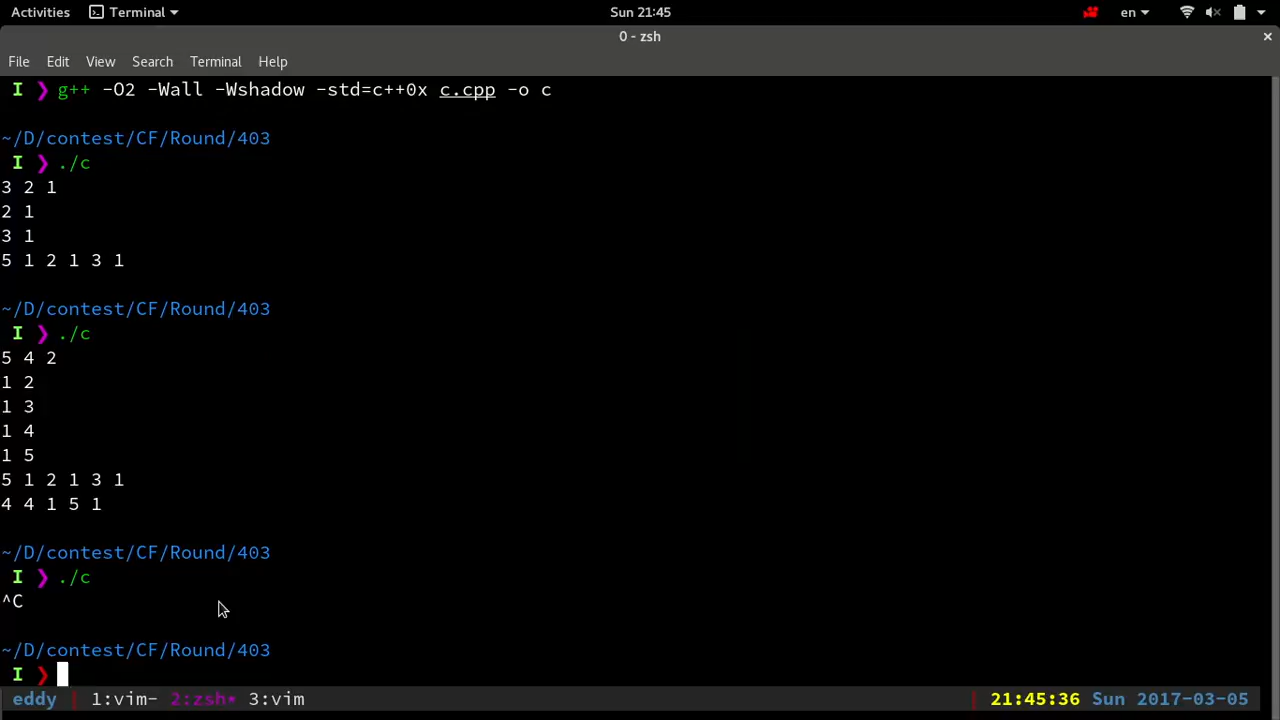 Activities Terminal Sun 21:45 en
0 - zsh
File Edit View Search Terminal Help
I ❯ g++ -O2 -Wall -Wshadow -std=c++0x c.cpp -o c
~/D/contest/CF/Round/403
I ❯ ./c
3 2 1
2 1
3 1
5 1 2 1 3 1
~/D/contest/CF/Round/403
I ❯ ./c
5 4 2
1 2
1 3
1 4
1 5
5 1 2 1 3 1
4 4 1 5 1
~/D/contest/CF/Round/403
I ❯ ./c
^C
~/D/contest/CF/Round/403
I ❯
eddy 1:vim- 2:zsh* 3:vim 21:45:36 Sun 2017-03-05